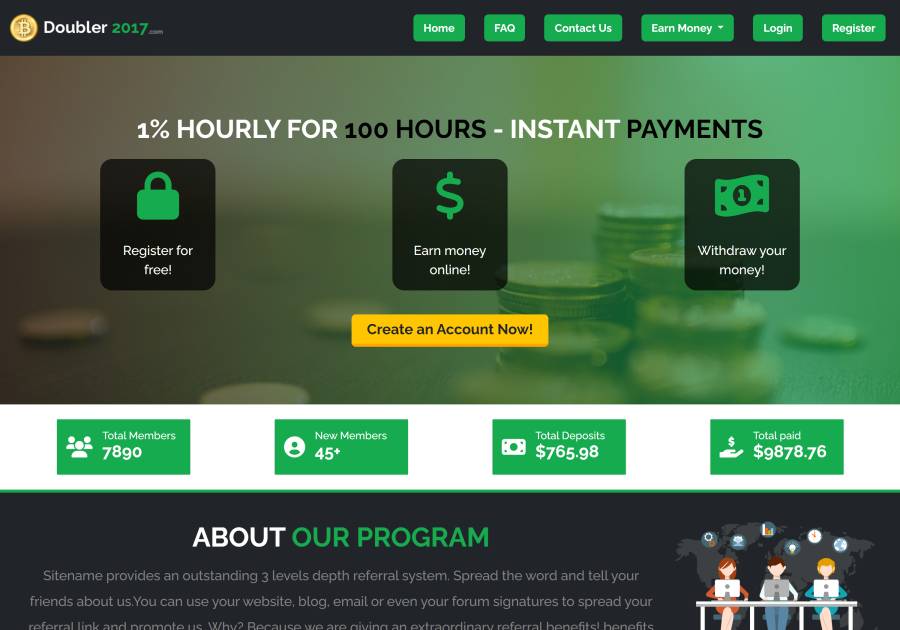 Doubler 2017.com
Home FAQ Contact Us Earn Money Login Register
1% HOURLY FOR 100 HOURS - INSTANT PAYMENTS
Register for
free!
Earn money
online!
Withdraw your
money!
Create an Account Now!
Total Members
7890
New Members
45+
Total Deposits
$765.98
Total paid
$9878.76
ABOUT OUR PROGRAM
Sitename provides an outstanding 3 levels depth referral system. Spread the word and tell your
friends about us.You can use your website, blog, email or even your forum signatures to spread your
referral link and promote us. Why? Because we are giving an extraordinary referral benefits! benefits